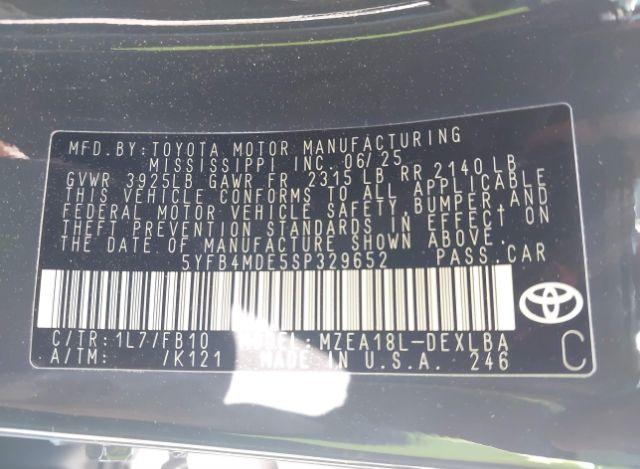 MFD.BY:TOYOTA MOTOR MANUFACTURING
MISSISSIPPI INC. 06/25
GVWR 3925LB GAWR FR 2315 LB RR 2140LB
THIS VEHICLE CONFORMS TO ALL APPLICABLE
FEDERAL MOTOR VEHICLE SAFETY, BUMPER, AND
THEFT PREVENTION STANDARDS IN EFFECT ON
THE DATE OF MANUFACTURE SHOWN ABOVE.
5YFB4MDE5SP329652 PASS.CAR
C/TR: 1L7/FB10 MODEL: MZEA18L-DEXLBA
A/TM: /K121 MADE IN U.S.A. 246 C